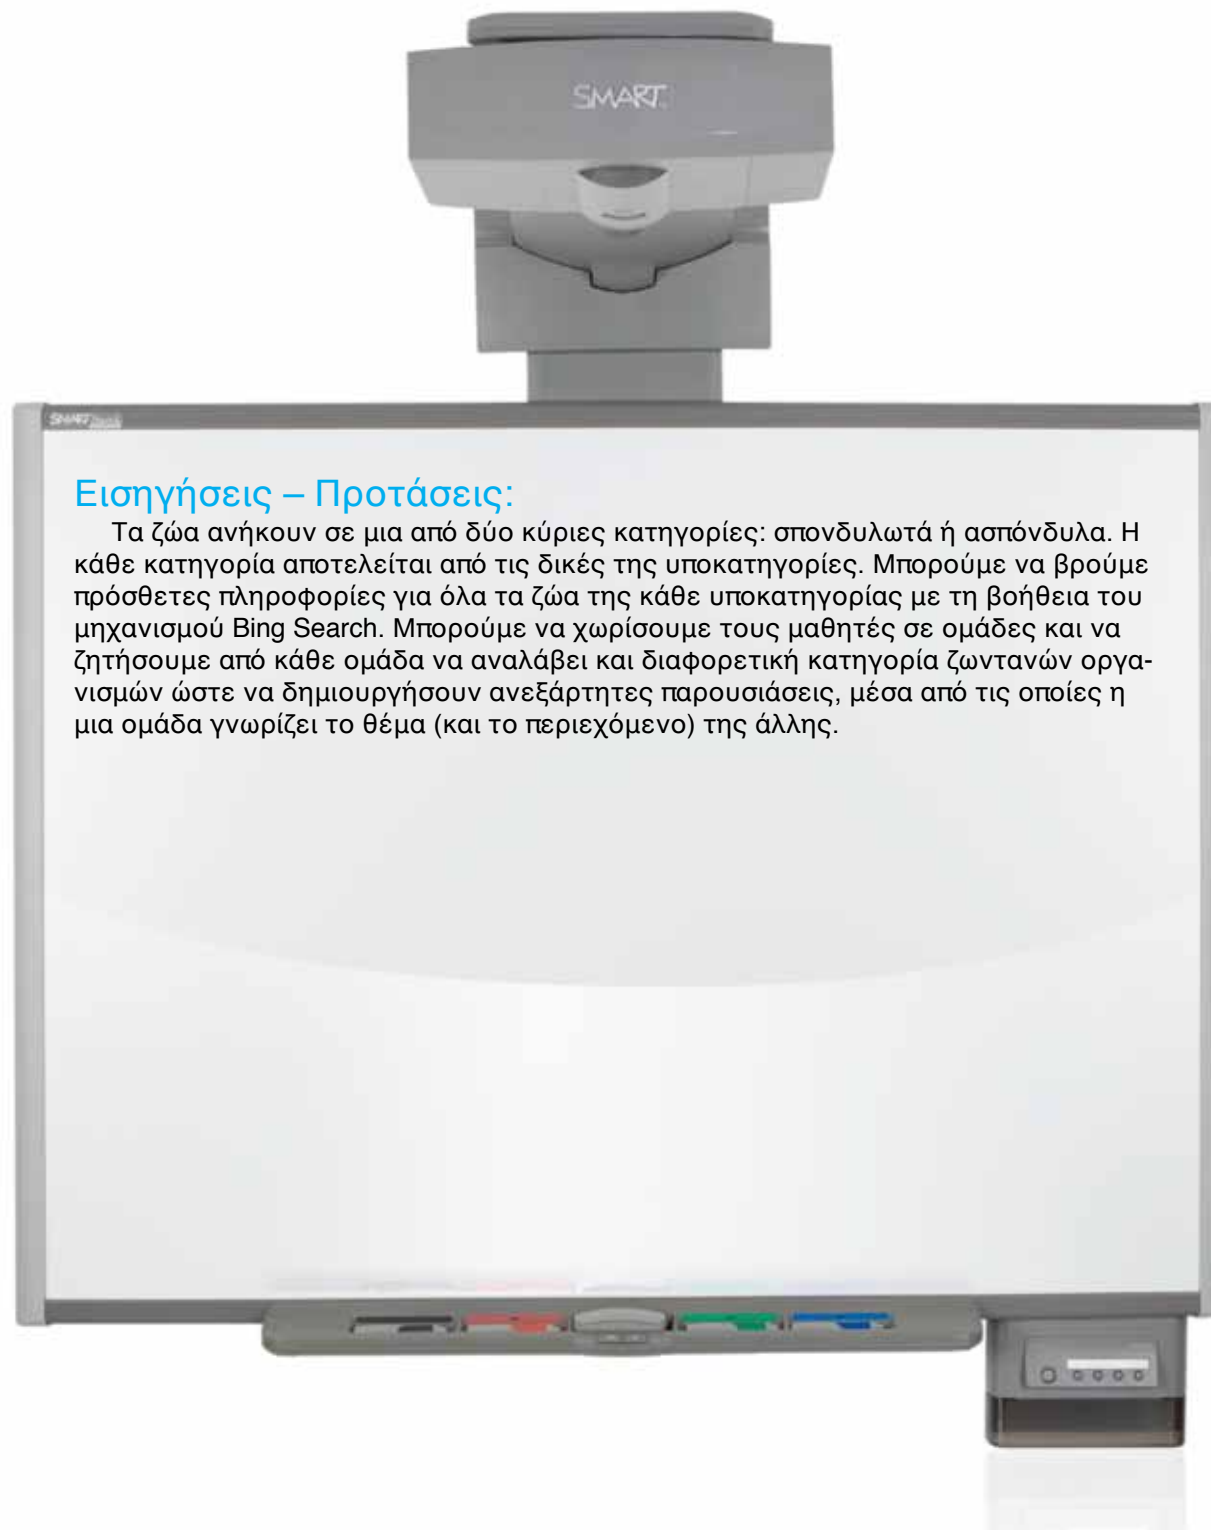 SMART
SMART
Εισηγήσεις – Προτάσεις:
Τα ζώα ανήκουν σε μια από δύο κύριες κατηγορίες: σπονδυλωτά ή ασπόνδυλα. Η
κάθε κατηγορία αποτελείται από τις δικές της υποκατηγορίες. Μπορούμε να βρούμε
πρόσθετες πληροφορίες για όλα τα ζώα της κάθε υποκατηγορίας με τη βοήθεια του
μηχανισμού Bing Search. Μπορούμε να χωρίσουμε τους μαθητές σε ομάδες και να
ζητήσουμε από κάθε ομάδα να αναλάβει και διαφορετική κατηγορία ζωντανών οργα-
νισμών ώστε να δημιουργήσουν ανεξάρτητες παρουσιάσεις, μέσα από τις οποίες η
μια ομάδα γνωρίζει το θέμα (και το περιεχόμενο) της άλλης.